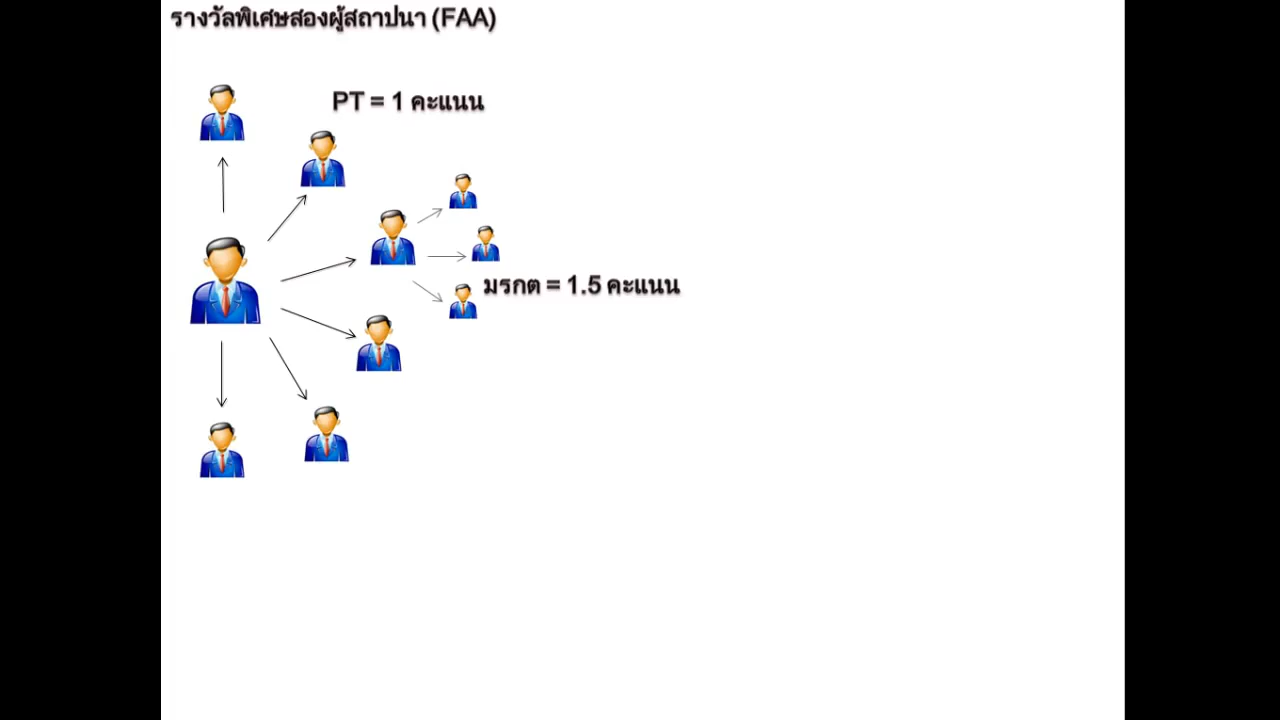 รางวัลพิเศษสองผู้สถาปนา (FAA)
PT = 1 คะแนน
มรกต = 1.5 คะแนน